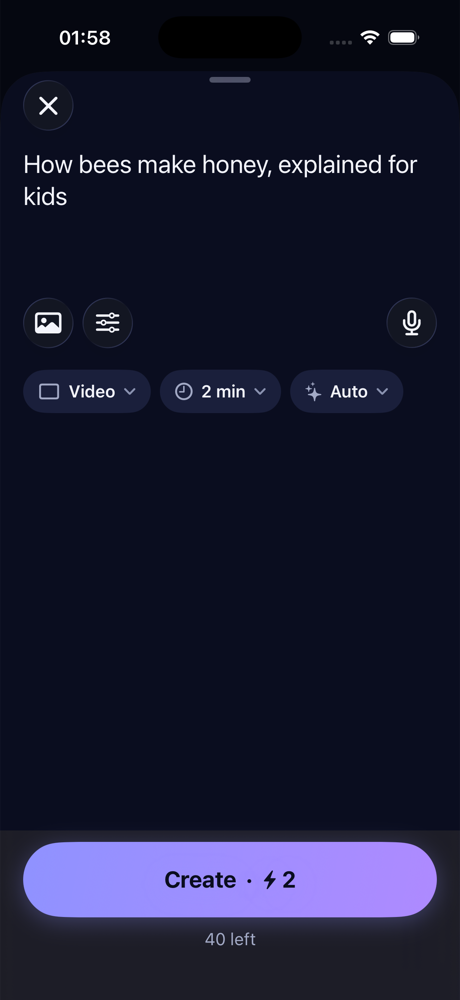 01:58
How bees make honey, explained for
kids
Video
2 min
Auto
Create · 2
40 left